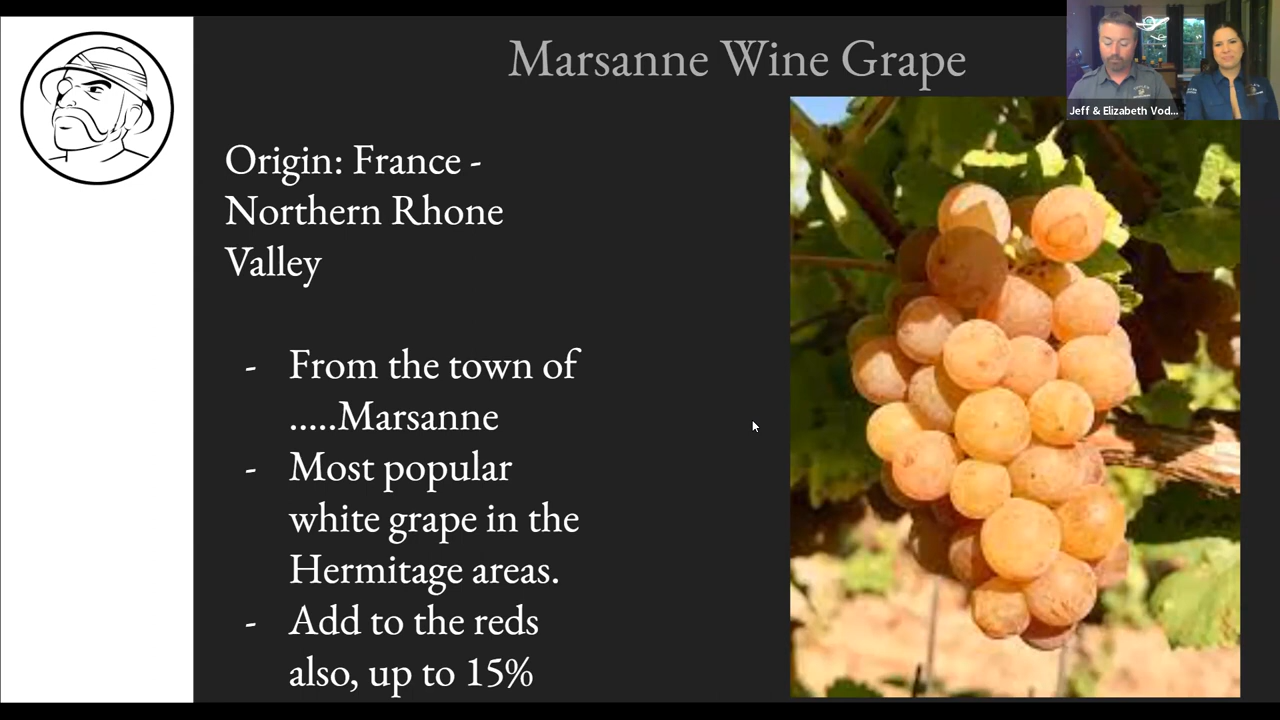 Marsanne Wine Grape
Jeff & Elizabeth Vod...
Origin: France -
Northern Rhone
Valley
- From the town of
.....Marsanne
- Most popular
white grape in the
Hermitage areas.
- Add to the reds
also, up to 15%